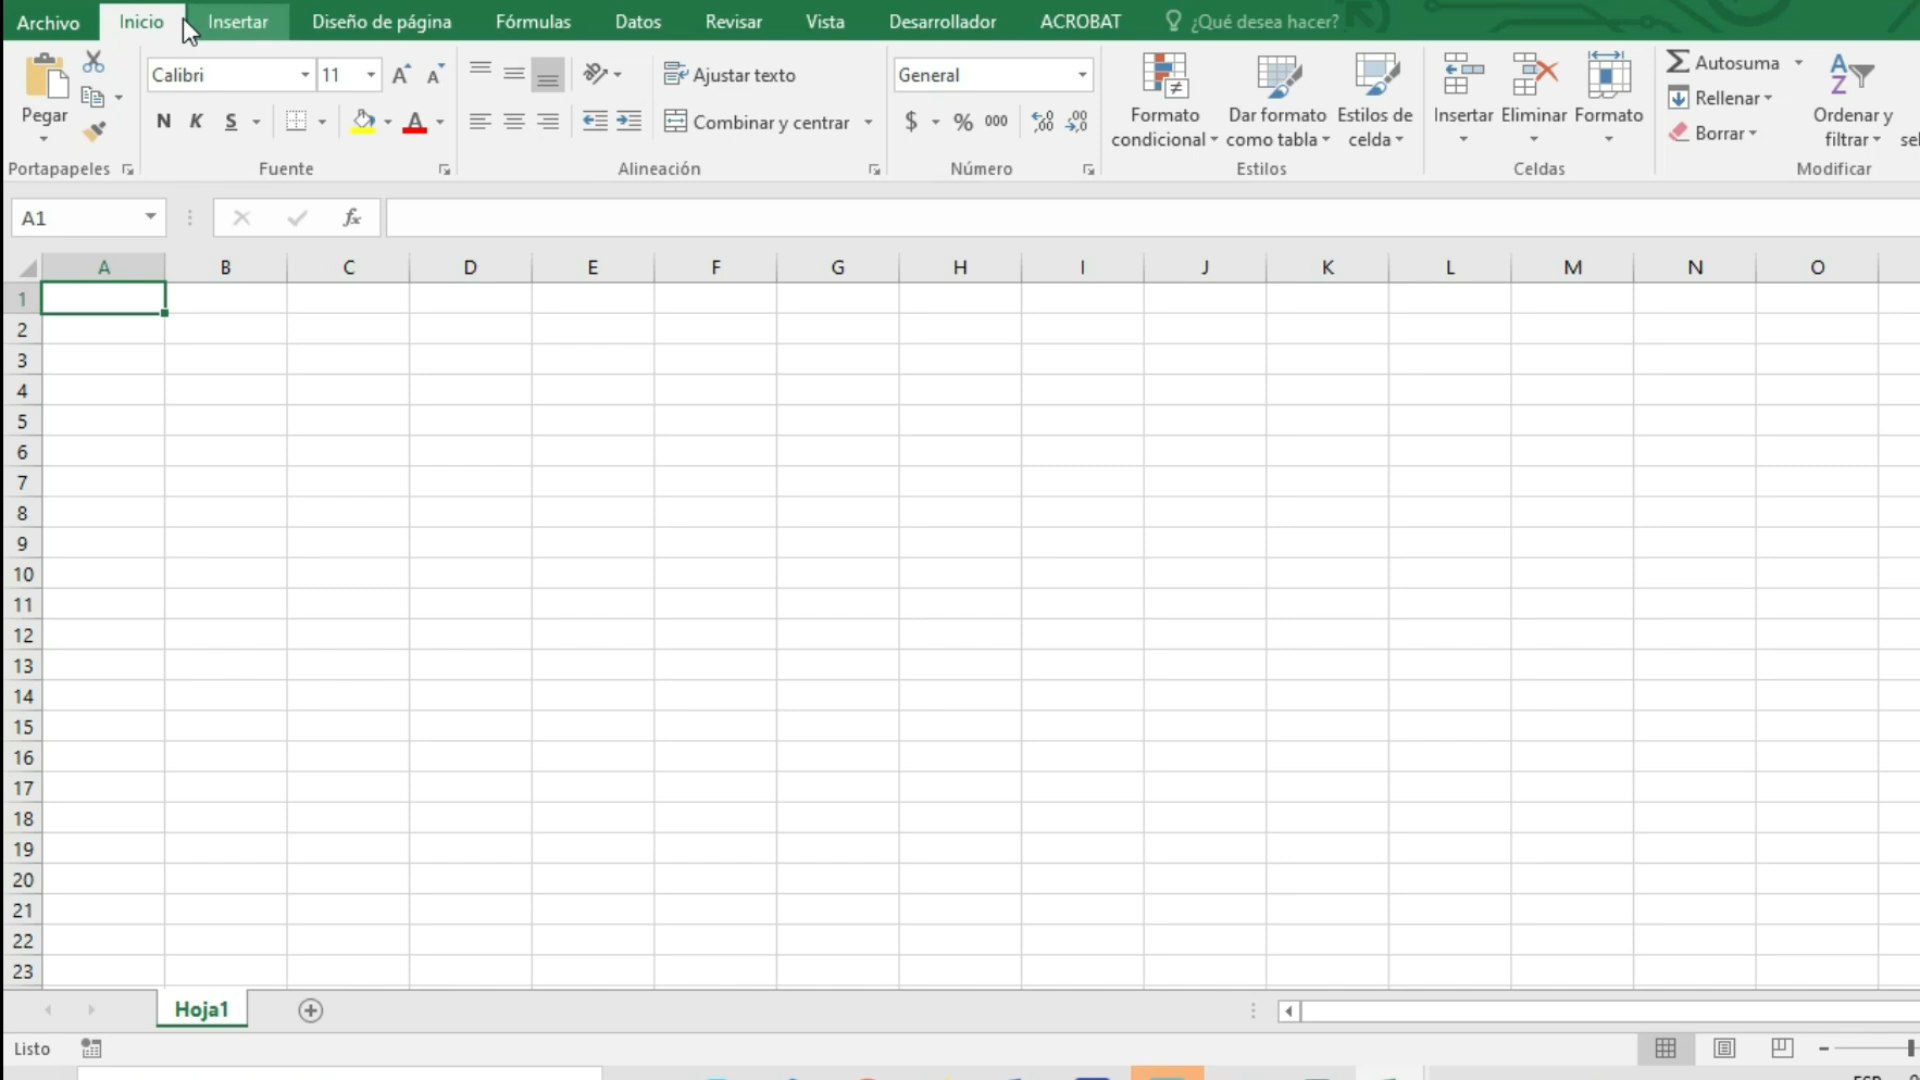 Archivo Inicio Insertar Diseño de página Fórmulas Datos Revisar Vista Desarrollador ACROBAT ¿Qué desea hacer?
Calibri 11 Ajustar texto General Autosuma
Rellenar
Pegar Formato condicional Dar formato como tabla Estilos de celda Insertar Eliminar Formato Ordenar y filtrar
N K S Combinar y centrar $ % 000 Borrar
Portapapeles Fuente Alineación Número Estilos Celdas Modificar
A1 fx
A B C D E F G H I J K L M N O
1
2
3
4
5
6
7
8
9
10
11
12
13
14
15
16
17
18
19
20
21
22
23
Hoja1
Listo